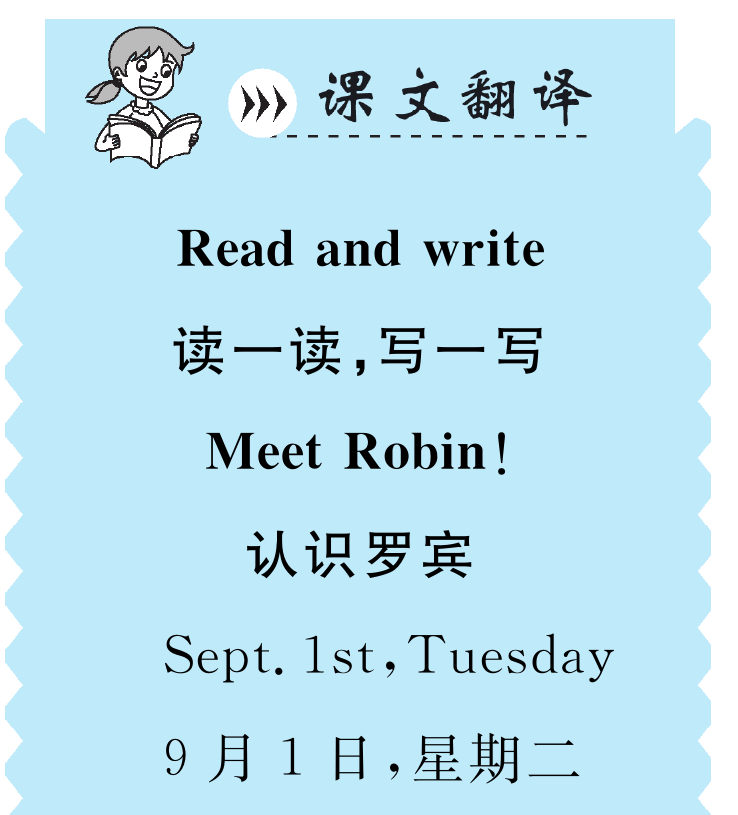 课文翻译
Read and write
读一读,写一写
Meet Robin!
认识罗宾
Sept. 1st, Tuesday
9月1日,星期二